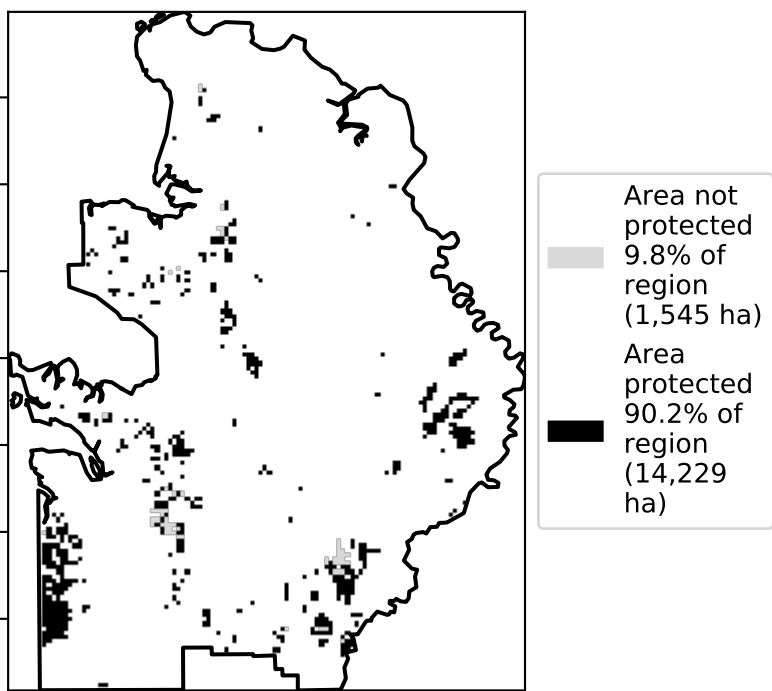 Area not
protected
9.8% of
region
(1,545 ha)
Area
protected
90.2% of
region
(14,229
ha)